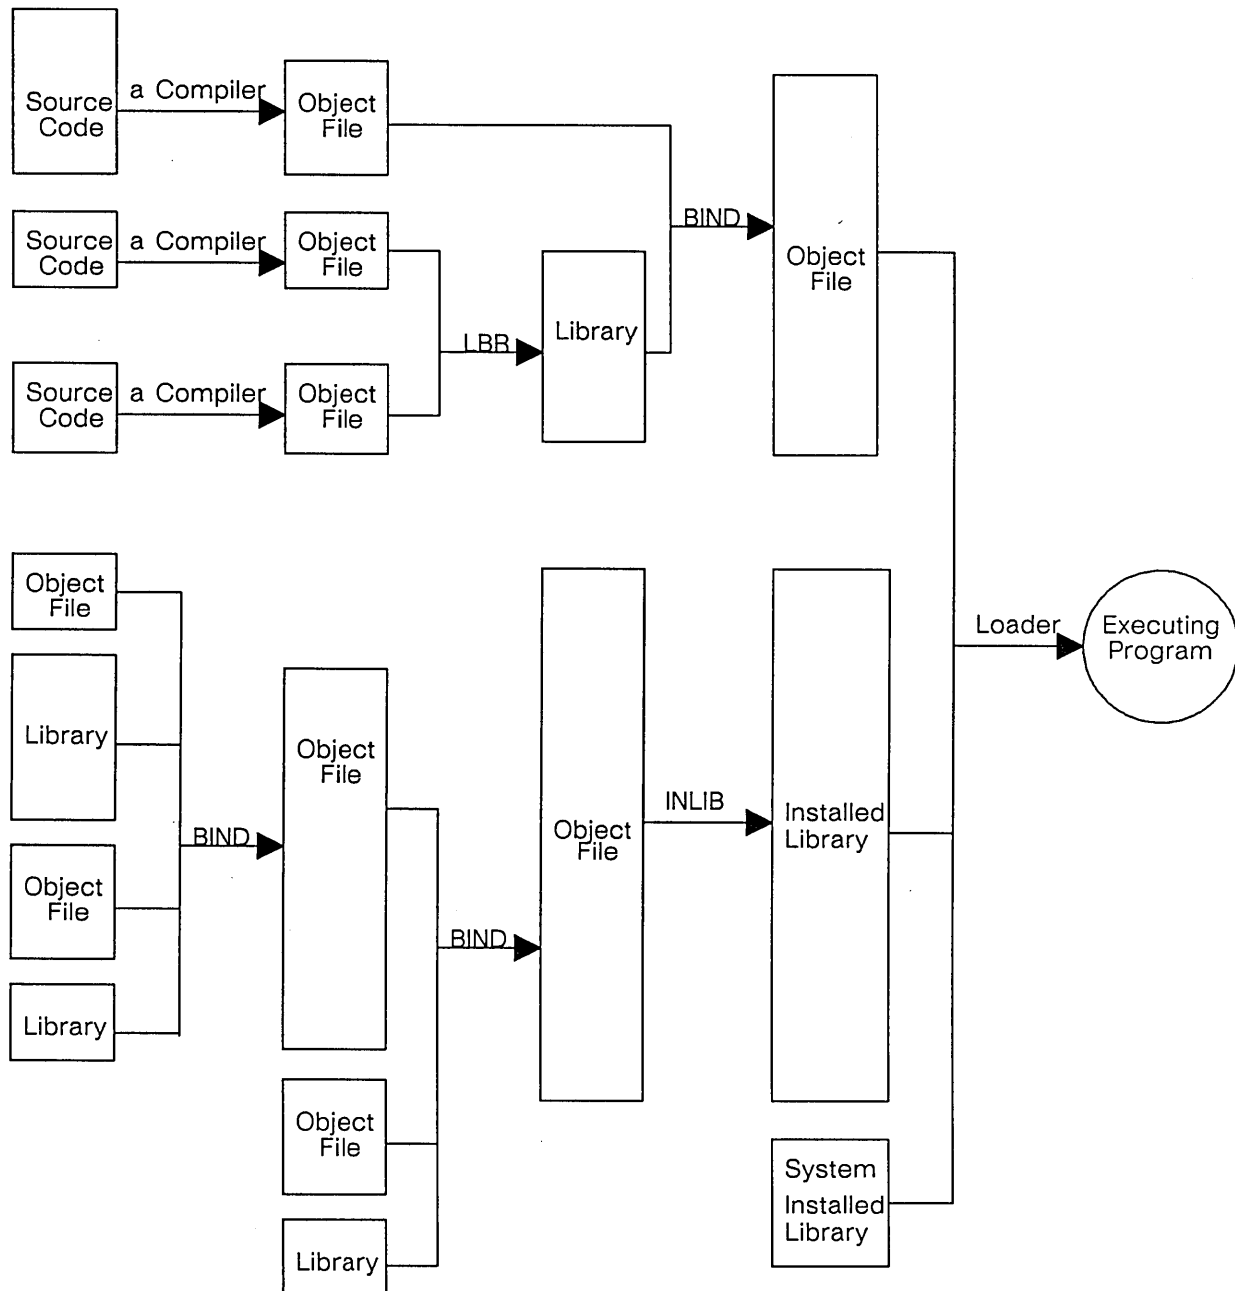 Source
Code
a Compiler
Object
File
Source
Code
a Compiler
Object
File
Source
Code
a Compiler
Object
File
LBR
Library
BIND
Object
File
Object
File
Library
Object
File
Library
BIND
Object
File
Object
File
Library
BIND
Object
File
INLIB
Installed
Library
System
Installed
Library
Loader
Executing
Program